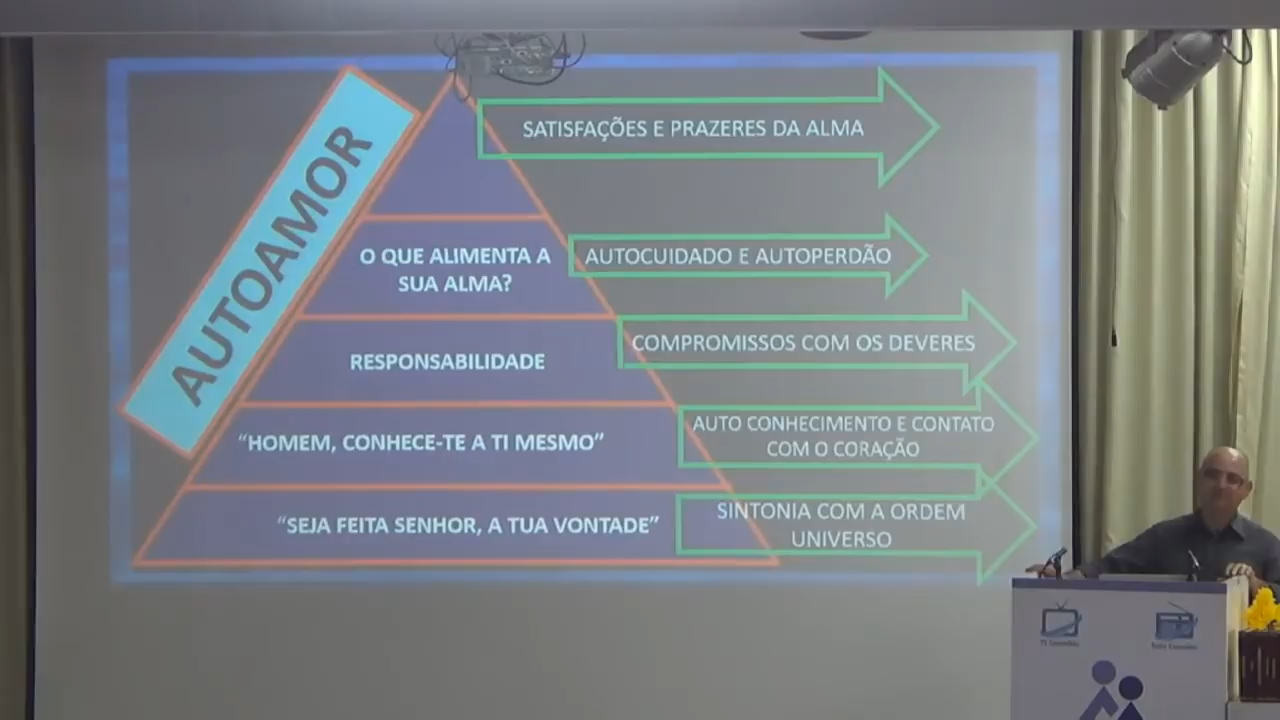 AUTOAMOR
SATISFAÇÕES E PRAZERES DA ALMA
O QUE ALIMENTA A
SUA ALMA?
AUTOCUIDADO E AUTOPERDÃO
RESPONSABILIDADE
COMPROMISSOS COM OS DEVERES
“HOMEM, CONHECE-TE A TI MESMO”
AUTO CONHECIMENTO E CONTATO
COM O CORAÇÃO
“SEJA FEITA SENHOR, A TUA VONTADE”
SINTONIA COM A ORDEM
UNIVERSO